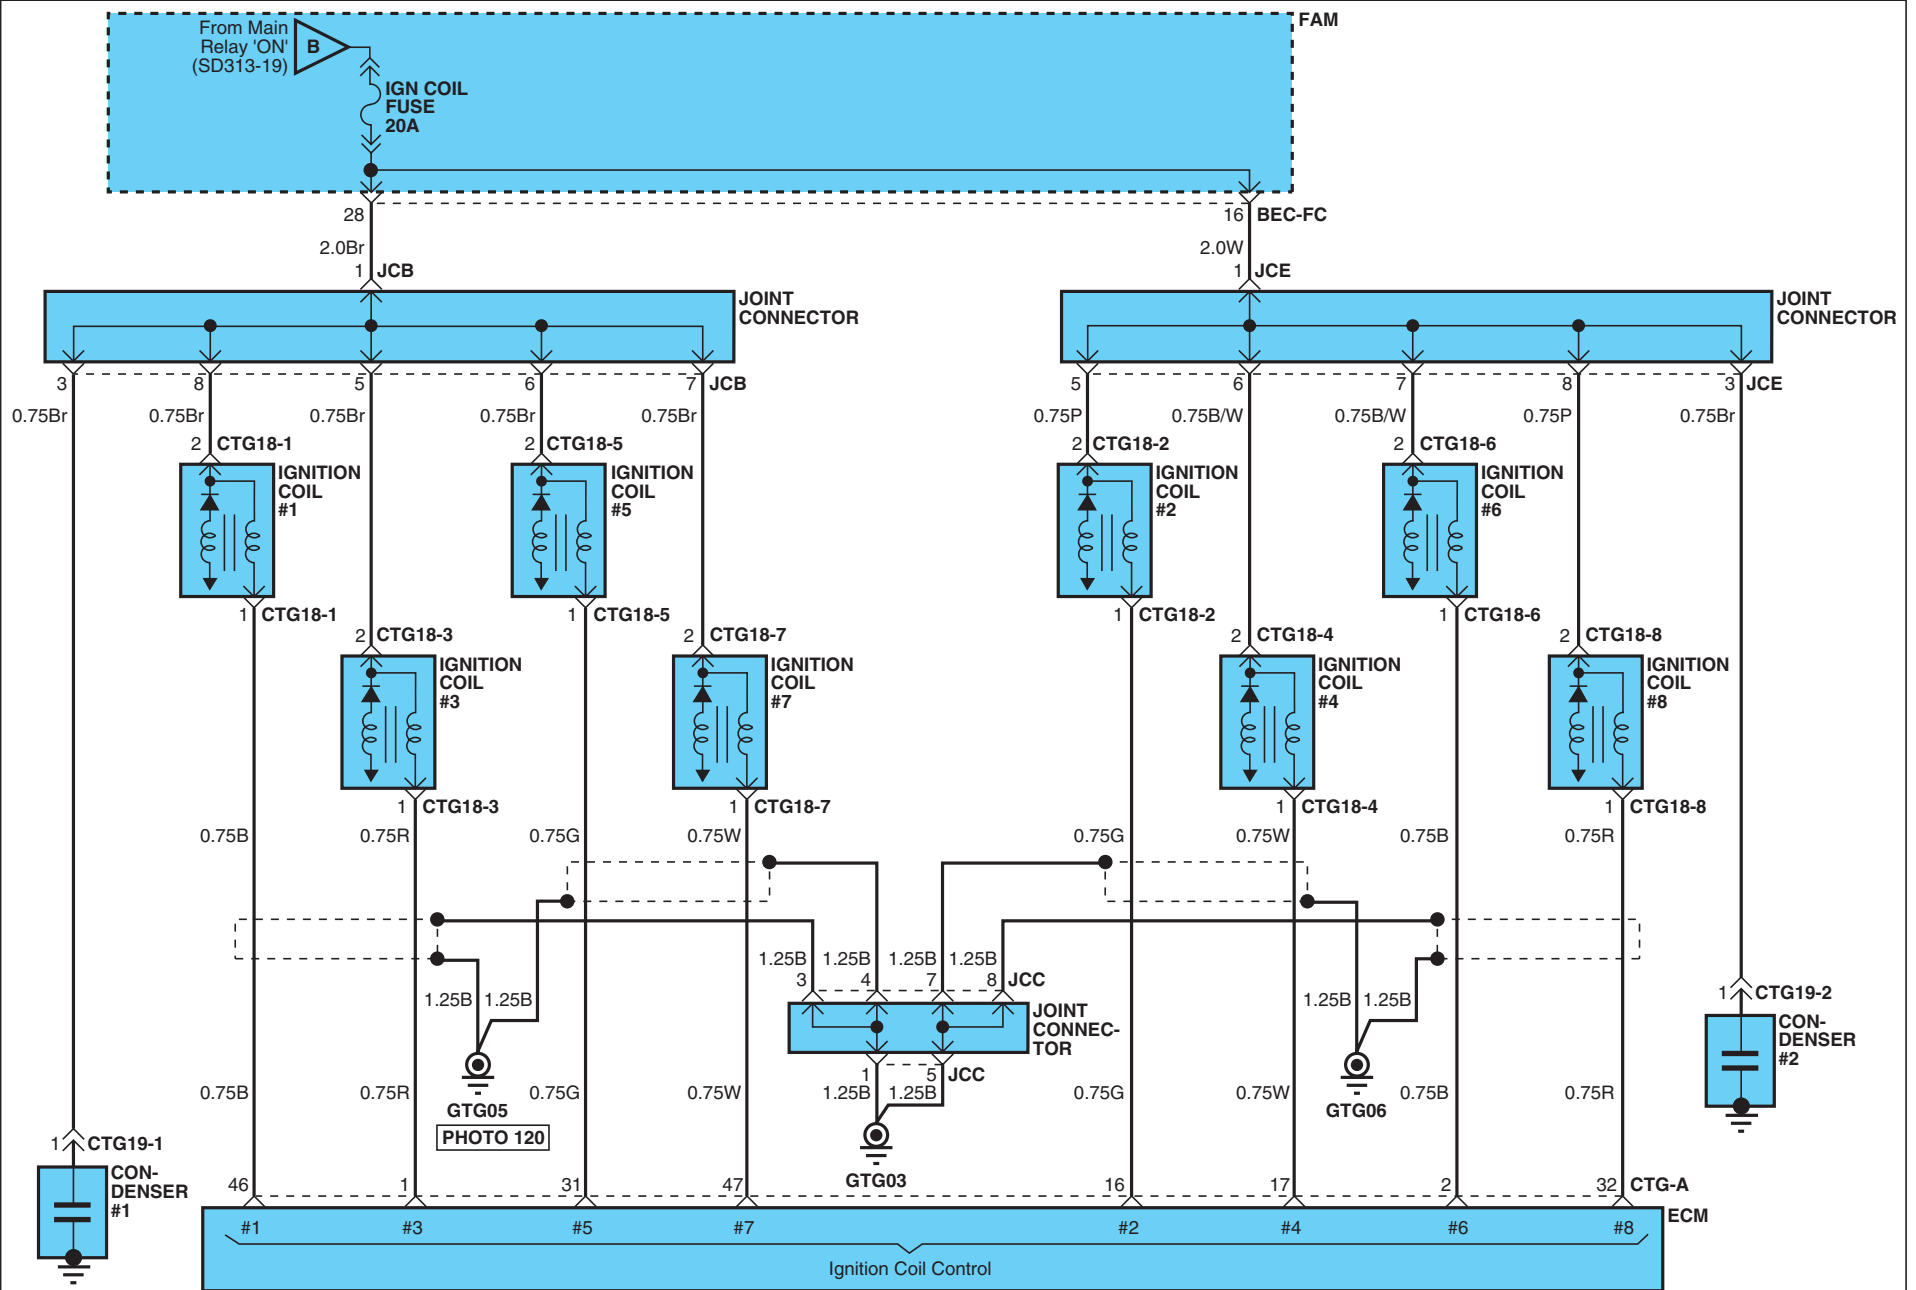 FAM
From Main
Relay 'ON'
(SD313-19)
B
IGN COIL
FUSE
20A
28
16 BEC-FC
2.0Br
2.0W
1 JCB
1 JCE
JOINT
CONNECTOR
JOINT
CONNECTOR
3
8
5
6
7 JCB
5
6
7
8
3 JCE
0.75Br
0.75Br
0.75Br
0.75Br
0.75Br
0.75P
0.75B/W
0.75B/W
0.75P
0.75Br
2 CTG18-1
2 CTG18-5
2 CTG18-2
2 CTG18-6
IGNITION
COIL
#1
IGNITION
COIL
#5
IGNITION
COIL
#2
IGNITION
COIL
#6
1 CTG18-1
1 CTG18-5
1 CTG18-2
1 CTG18-6
2 CTG18-3
2 CTG18-7
2 CTG18-4
2 CTG18-8
IGNITION
COIL
#3
IGNITION
COIL
#7
IGNITION
COIL
#4
IGNITION
COIL
#8
1 CTG18-3
1 CTG18-7
1 CTG18-4
1 CTG18-8
0.75B
0.75R
0.75G
0.75W
0.75G
0.75W
0.75B
0.75R
1.25B
1.25B
1.25B
1.25B
3
4
7
8 JCC
1.25B
1.25B
JOINT
CONNEC-
TOR
1.25B
1.25B
1 CTG19-2
CON-
DENSER
#2
1
5 JCC
1.25B
1.25B
0.75B
0.75R
0.75G
0.75W
0.75G
0.75W
0.75B
0.75R
GTG05
PHOTO 120
GTG03
GTG06
1 CTG19-1
CON-
DENSER
#1
46
1
31
47
16
17
2
32 CTG-A
ECM
#1
#3
#5
#7
#2
#4
#6
#8
Ignition Coil Control